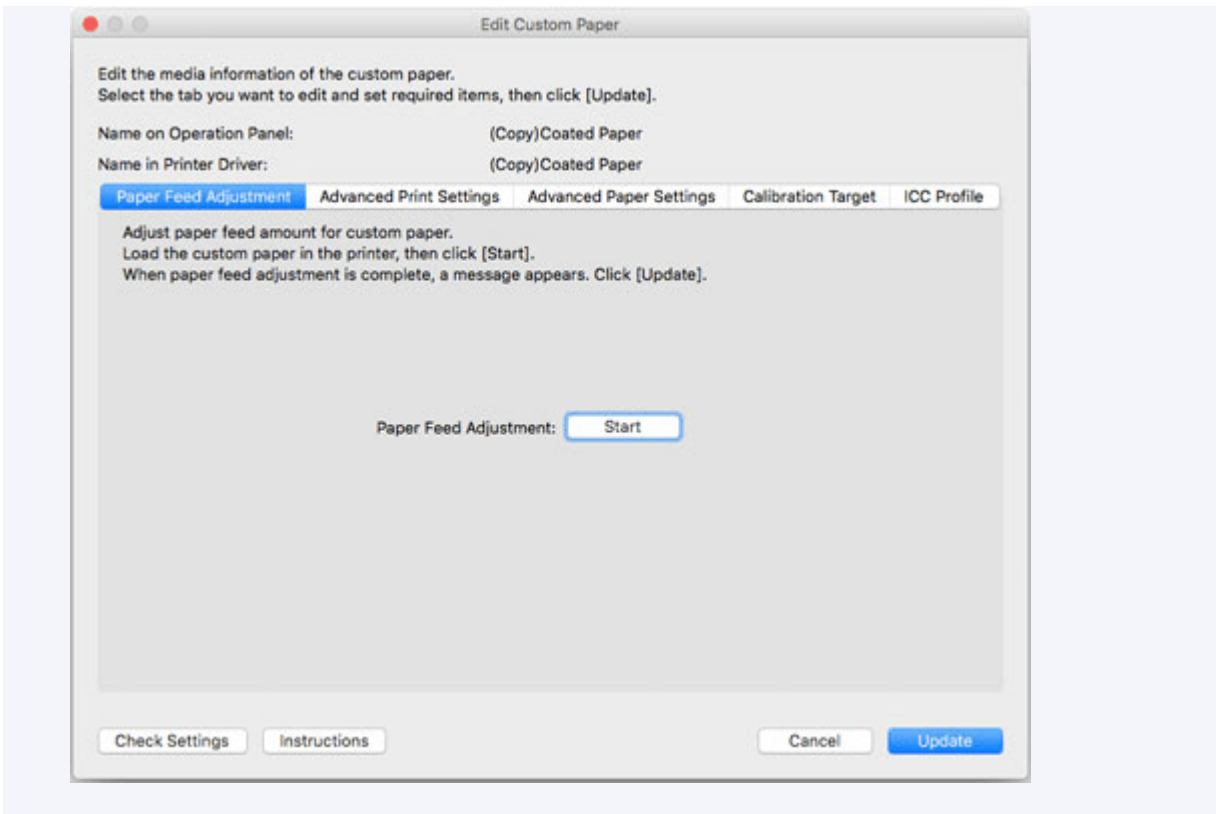 Edit Custom Paper
Edit the media information of the custom paper.
Select the tab you want to edit and set required items, then click [Update].
Name on Operation Panel: (Copy)Coated Paper
Name in Printer Driver: (Copy)Coated Paper
Paper Feed Adjustment Advanced Print Settings Advanced Paper Settings Calibration Target ICC Profile
Adjust paper feed amount for custom paper.
Load the custom paper in the printer, then click [Start].
When paper feed adjustment is complete, a message appears. Click [Update].
Paper Feed Adjustment: Start
Check Settings Instructions Cancel Update